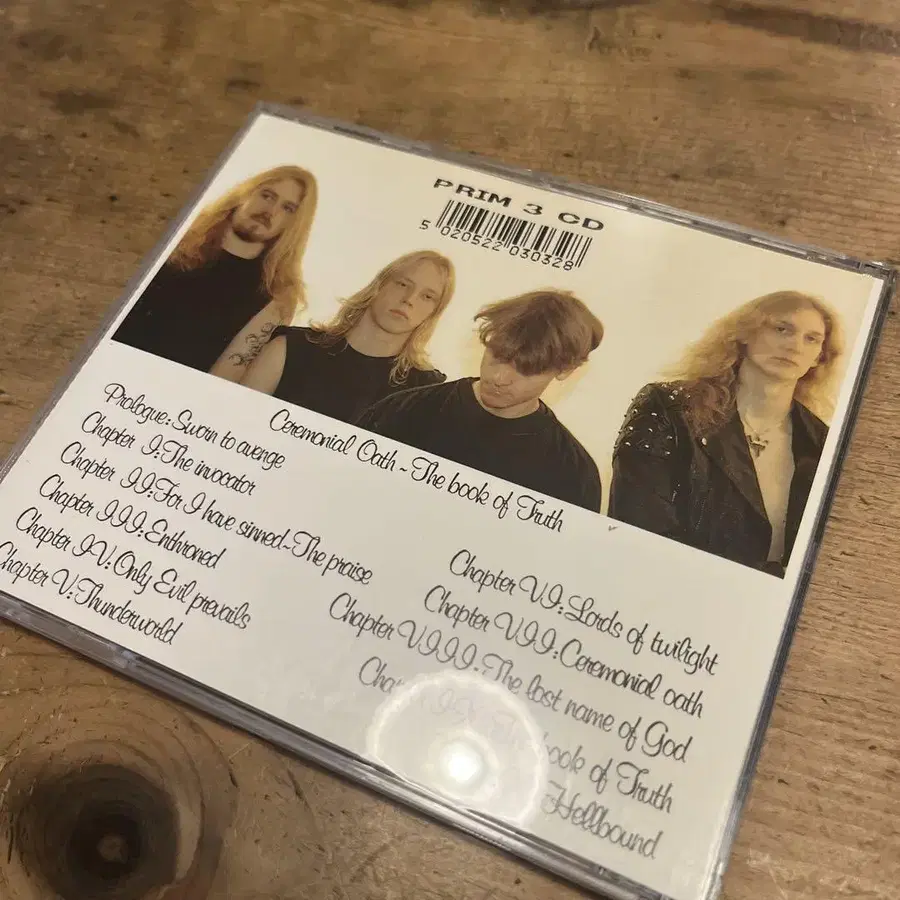 PRIM 3 CD
5 020522 030328
Ceremonial Oath ~ The book of Truth
Prologue: Sworn to avenge
Chapter I: The invocator
Chapter II: For I have sinned~The praise
Chapter III: Enthroned
Chapter IV: Only Evil prevails
Chapter V: Thunderworld
Chapter VI: Lords of twilight
Chapter VII: Ceremonial oath
Chapter VIII: The lost name of God
book of Truth
Hellbound